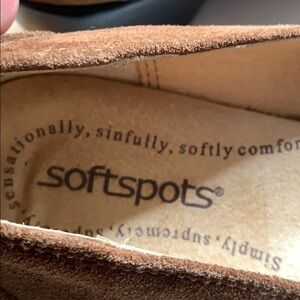 sensationally, sinfully, softly comfor
softspots®
Simply, supremely, su